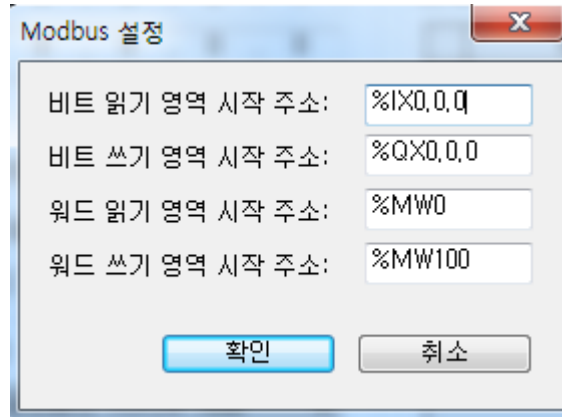 Modbus 설정
비트 읽기 영역 시작 주소: %IX0,0,0
비트 쓰기 영역 시작 주소: %QX0,0,0
워드 읽기 영역 시작 주소: %MW0
워드 쓰기 영역 시작 주소: %MW100
확인 취소